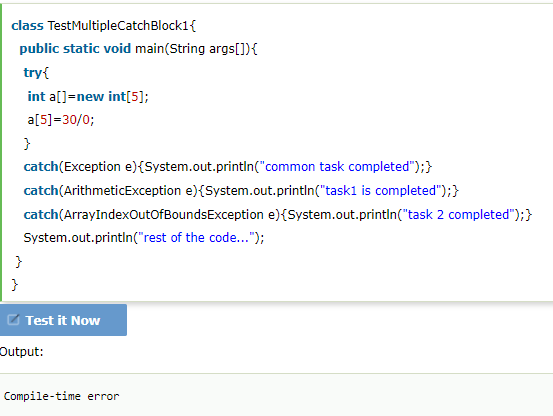 class TestMultipleCatchBlock1{
public static void main(String args[]){
try{
int a[]=new int[5];
a[5]=30/0;
}
catch(Exception e){System.out.println("common task completed");}
catch(ArithmeticException e){System.out.println("task1 is completed");}
catch(ArrayIndexOutOfBoundsException e){System.out.println("task 2 completed");}
System.out.println("rest of the code...");
}
}
Test it Now
Output:
Compile-time error